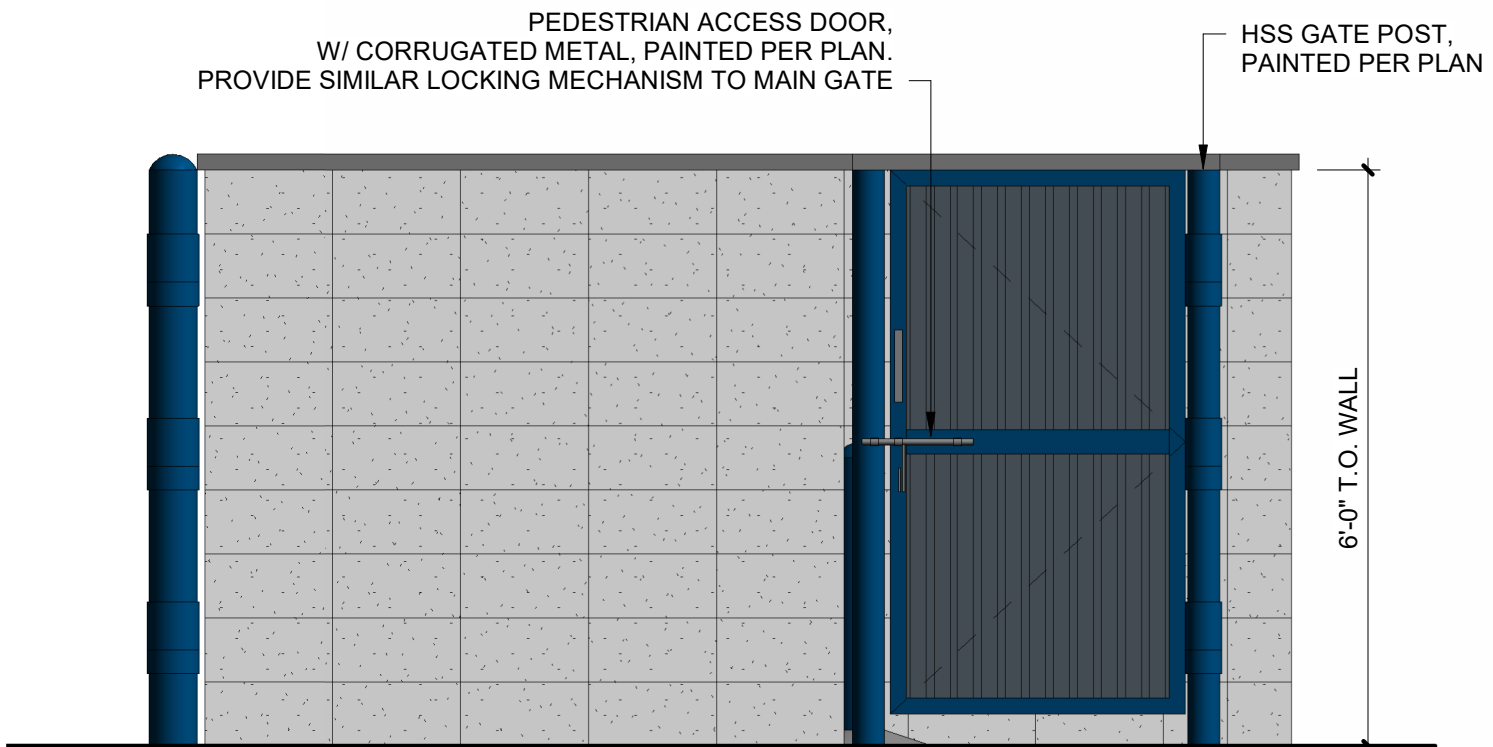 PEDESTRIAN ACCESS DOOR,
W/ CORRUGATED METAL, PAINTED PER PLAN.
PROVIDE SIMILAR LOCKING MECHANISM TO MAIN GATE
HSS GATE POST,
PAINTED PER PLAN
6'-0" T.O. WALL